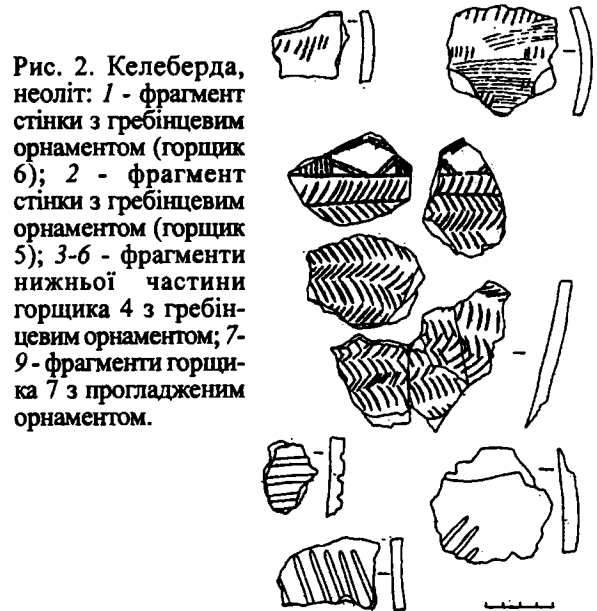 Рис. 2. Келеберда,
неоліт: 1 - фрагмент
стінки з гребінцевим
орнаментом (горщик
6); 2 - фрагмент
стінки з гребінцевим
орнаментом (горщик
5); 3-6 - фрагменти
нижньої частини
горщика 4 з гребін-
цевим орнаментом; 7-
9 - фрагменти горщи-
ка 7 з прогладженим
орнаментом.